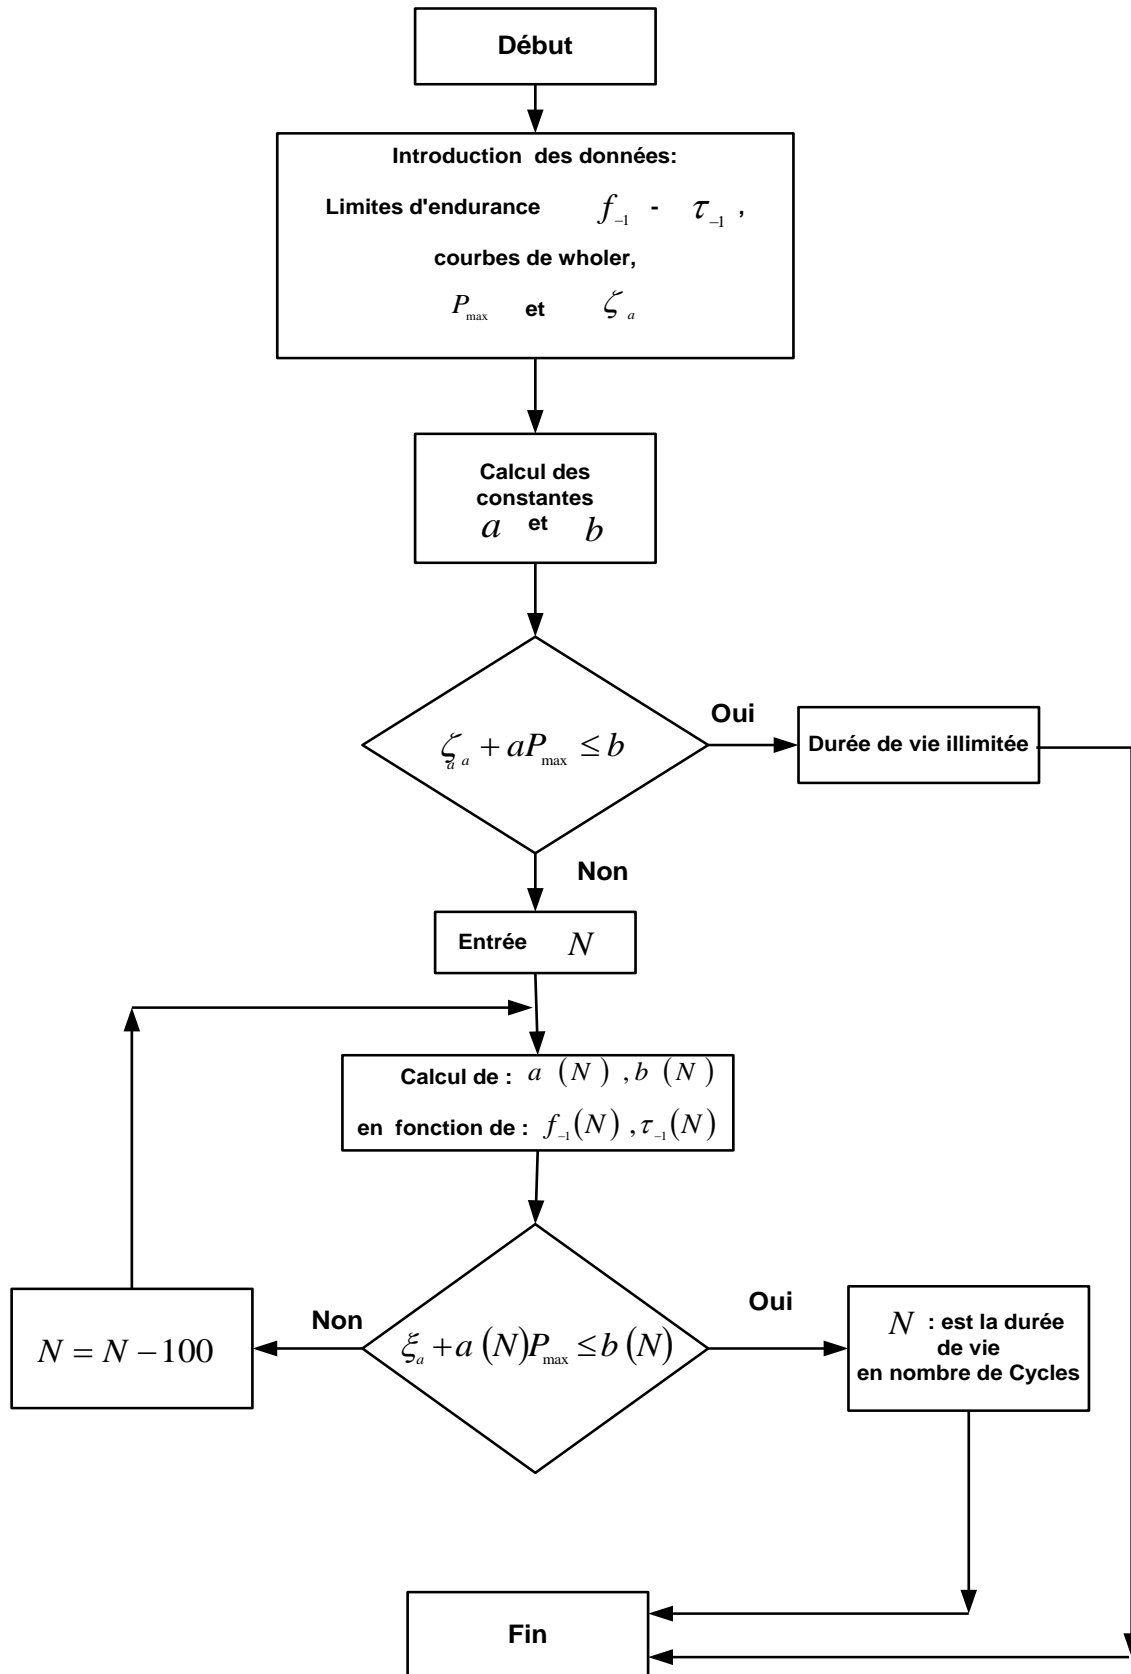 Début
Introduction des données:
Limites d'endurance f₋₁ - τ₋₁ ,
courbes de wholer,
P_max et ζ_a
Calcul des
constantes
a et b
Oui
ζ_a + aP_max ≤ b
Durée de vie illimitée
Non
Entrée N
Calcul de : a (N) , b (N)
en fonction de : f₋₁(N) , τ₋₁(N)
Non
Oui
N = N − 100
ξ_a + a (N)P_max ≤ b (N)
N : est la durée
de vie
en nombre de Cycles
Fin